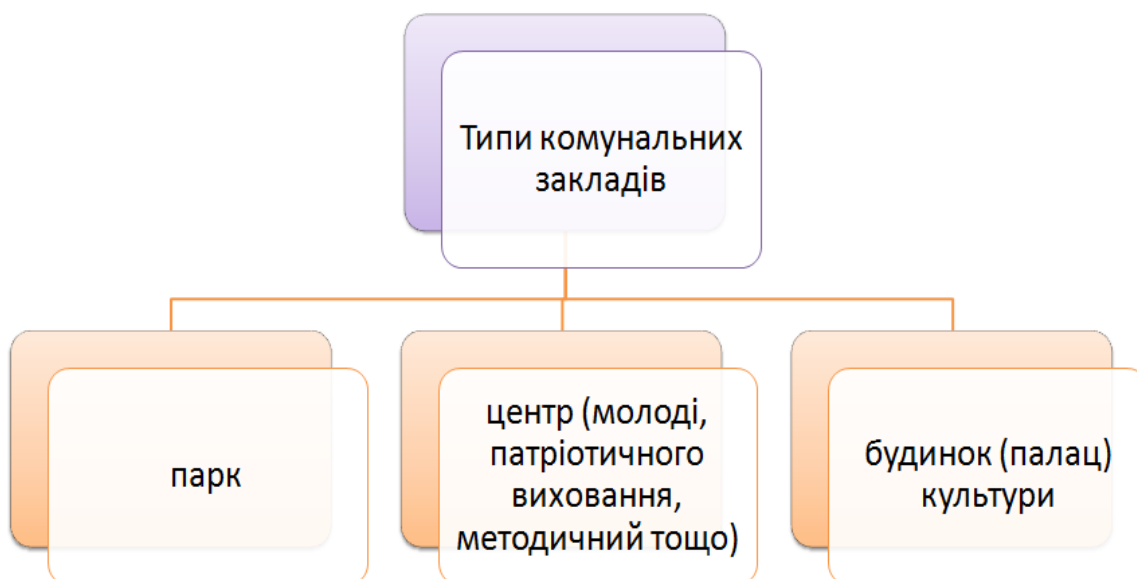 Типи комунальних
закладів
парк
центр (молоді,
патріотичного
виховання,
методичний тощо)
будинок (палац)
культури